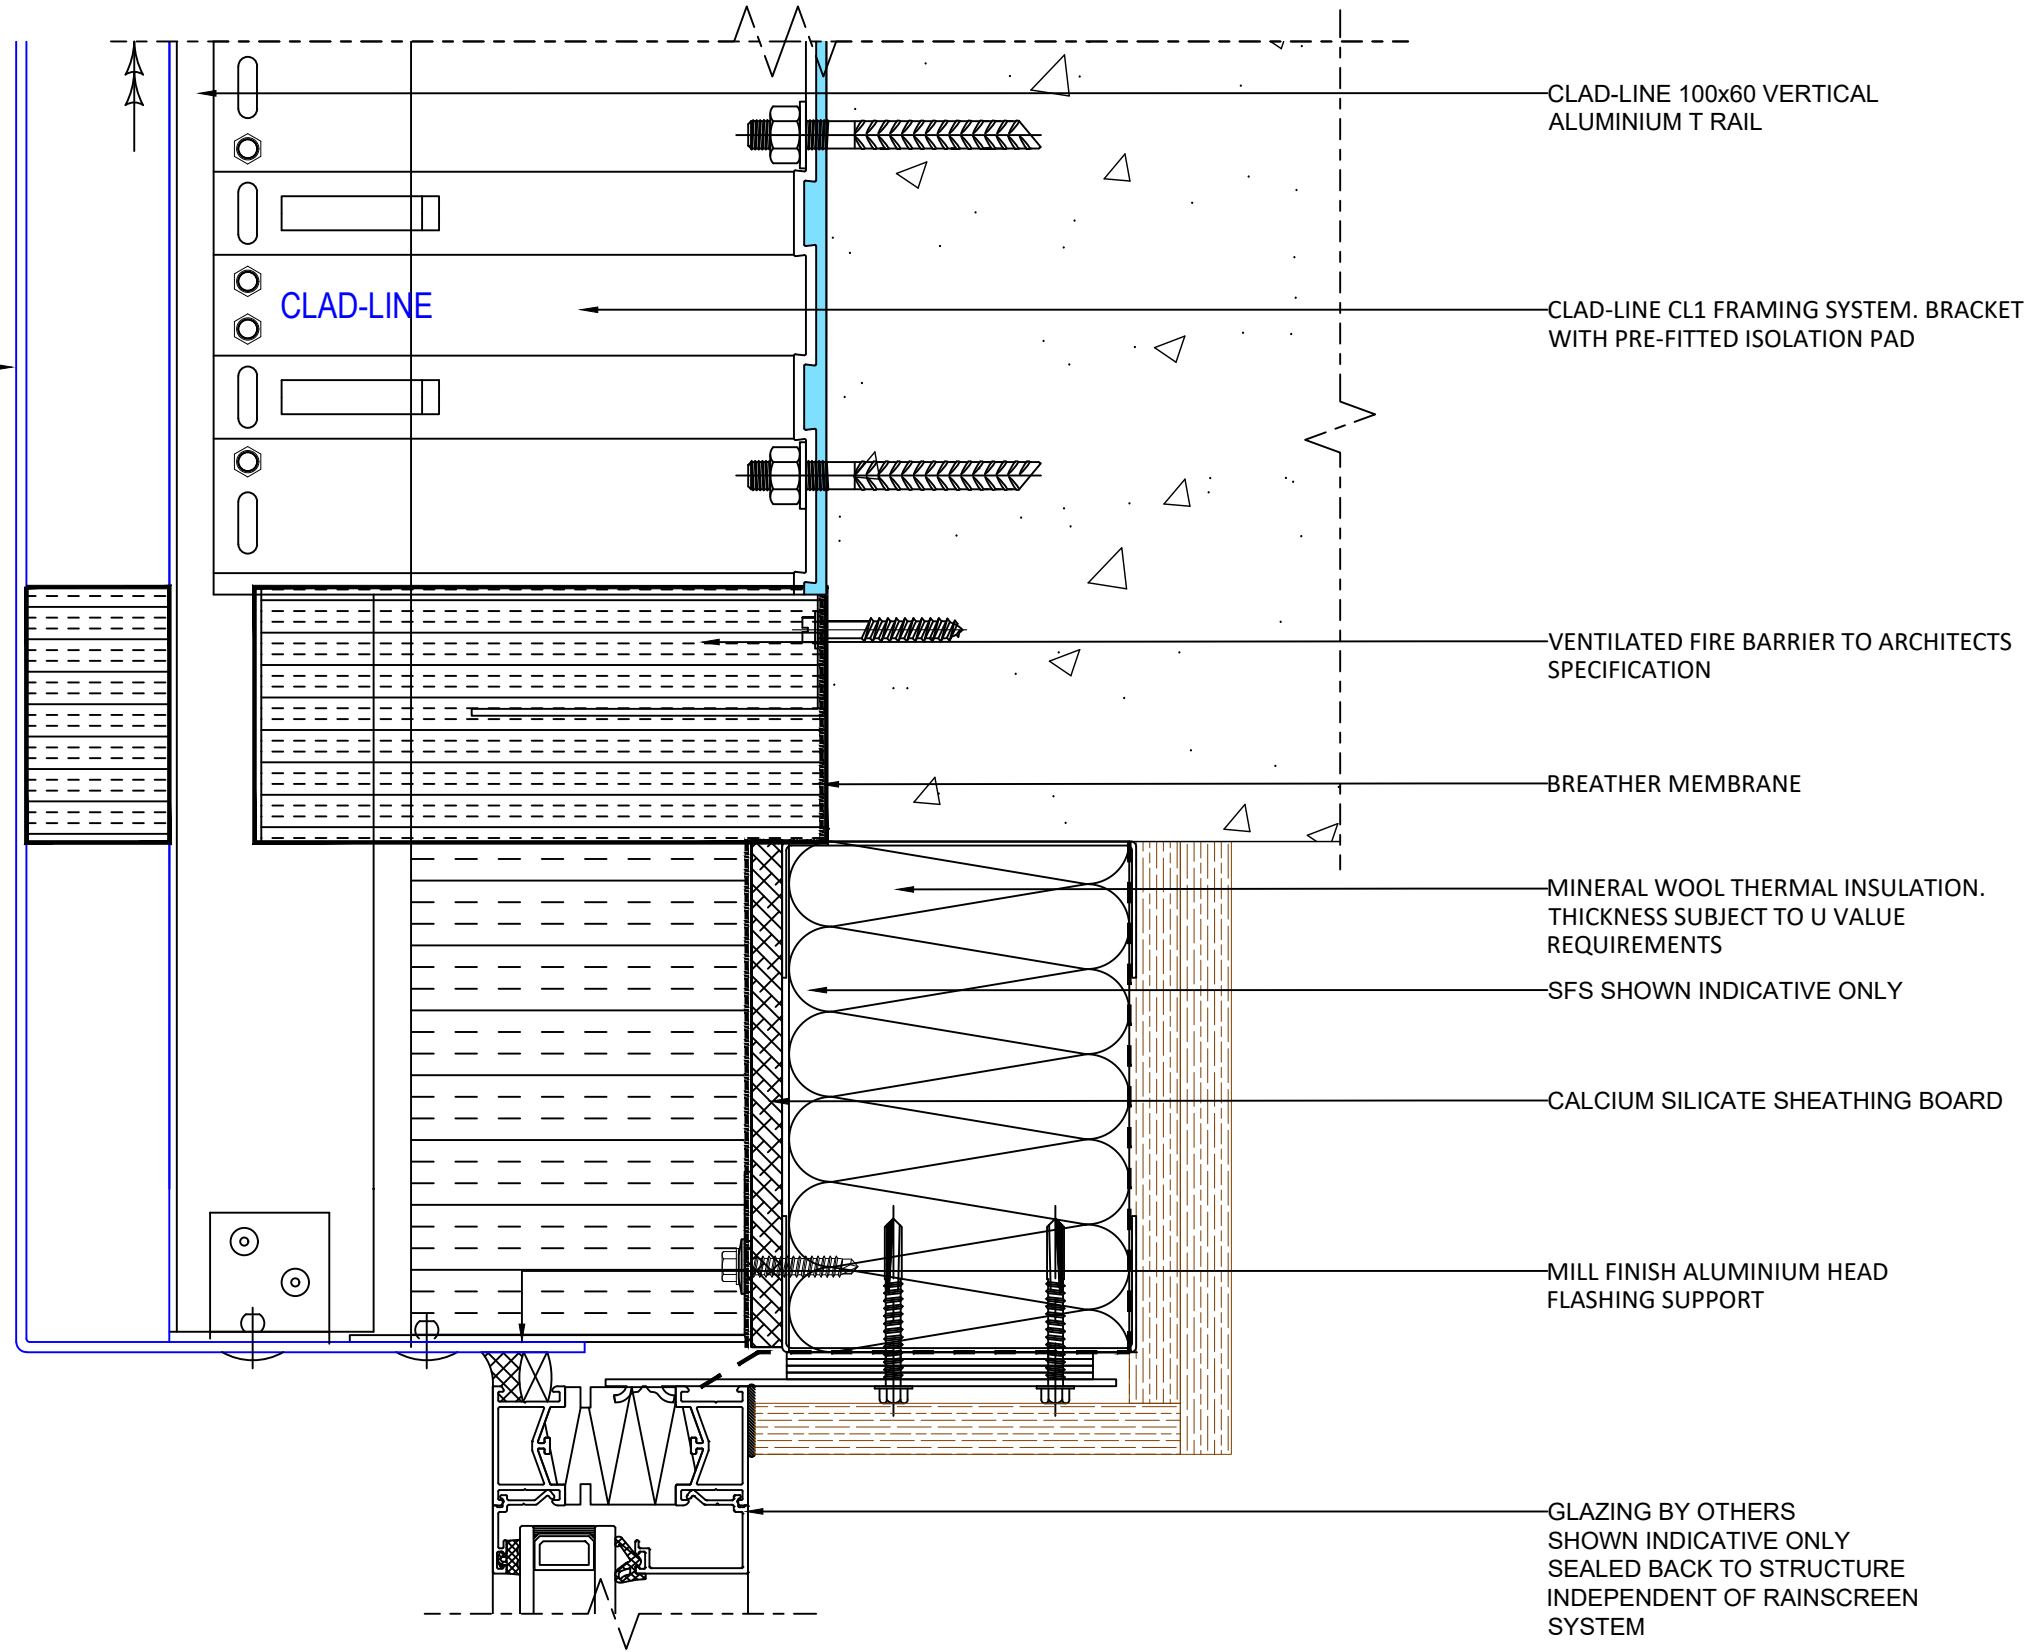 CLAD-LINE 100x60 VERTICAL
ALUMINIUM T RAIL
CLAD-LINE
CLAD-LINE CL1 FRAMING SYSTEM. BRACKET
WITH PRE-FITTED ISOLATION PAD
VENTILATED FIRE BARRIER TO ARCHITECTS
SPECIFICATION
BREATHER MEMBRANE
MINERAL WOOL THERMAL INSULATION.
THICKNESS SUBJECT TO U VALUE
REQUIREMENTS
SFS SHOWN INDICATIVE ONLY
CALCIUM SILICATE SHEATHING BOARD
MILL FINISH ALUMINIUM HEAD
FLASHING SUPPORT
GLAZING BY OTHERS
SHOWN INDICATIVE ONLY
SEALED BACK TO STRUCTURE
INDEPENDENT OF RAINSCREEN
SYSTEM